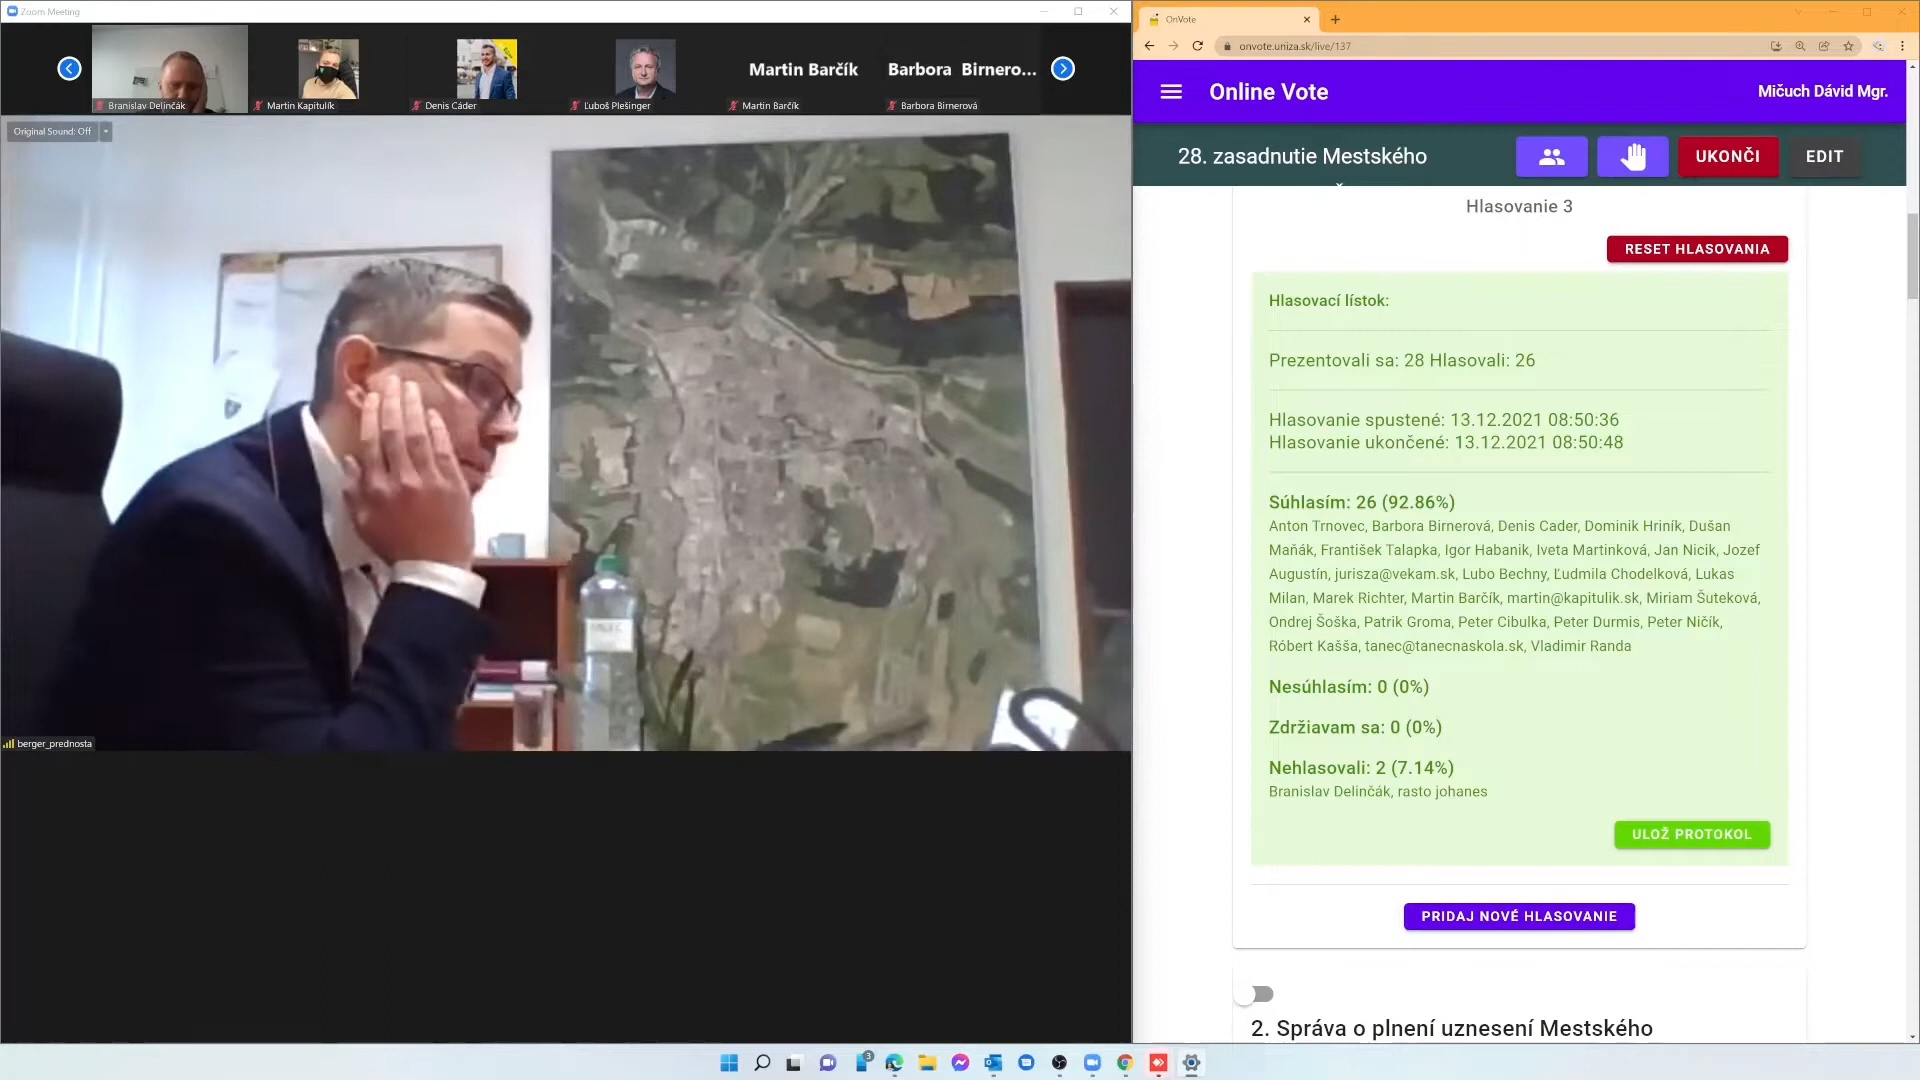 Zoom Meeting
Martin Barčík
Barbora Birnero...
Branislav Delinčák
Martin Kapitulík
Denis Cáder
Ľuboš Plešinger
Martin Barčík
Barbora Birnerová
Original Sound: Off
berger_prednosta
OnVote
onvote.uniza.sk/live/137
Online Vote
Mičuch Dávid Mgr.
28. zasadnutie Mestského
UKONČI
EDIT
Hlasovanie 3
RESET HLASOVANIA
Hlasovací lístok:
Prezentovali sa: 28 Hlasovali: 26
Hlasovanie spustené: 13.12.2021 08:50:36
Hlasovanie ukončené: 13.12.2021 08:50:48
Súhlasím: 26 (92.86%)
Anton Trnovec, Barbora Birnerová, Denis Cader, Dominik Hriník, Dušan
Maňák, František Talapka, Igor Habanik, Iveta Martinková, Jan Nicik, Jozef
Augustín, jurisza@vekam.sk, Lubo Bechny, Ľudmila Chodelková, Lukas
Milan, Marek Richter, Martin Barčík, martin@kapitulik.sk, Miriam Šuteková,
Ondrej Šoška, Patrik Groma, Peter Cibulka, Peter Durmis, Peter Ničík,
Róbert Kašša, tanec@tanecnaskola.sk, Vladimir Randa
Nesúhlasím: 0 (0%)
Zdržiavam sa: 0 (0%)
Nehlasovali: 2 (7.14%)
Branislav Delinčák, rasto johanes
ULOŽ PROTOKOL
PRIDAJ NOVÉ HLASOVANIE
2. Správa o plnení uznesení Mestského
3